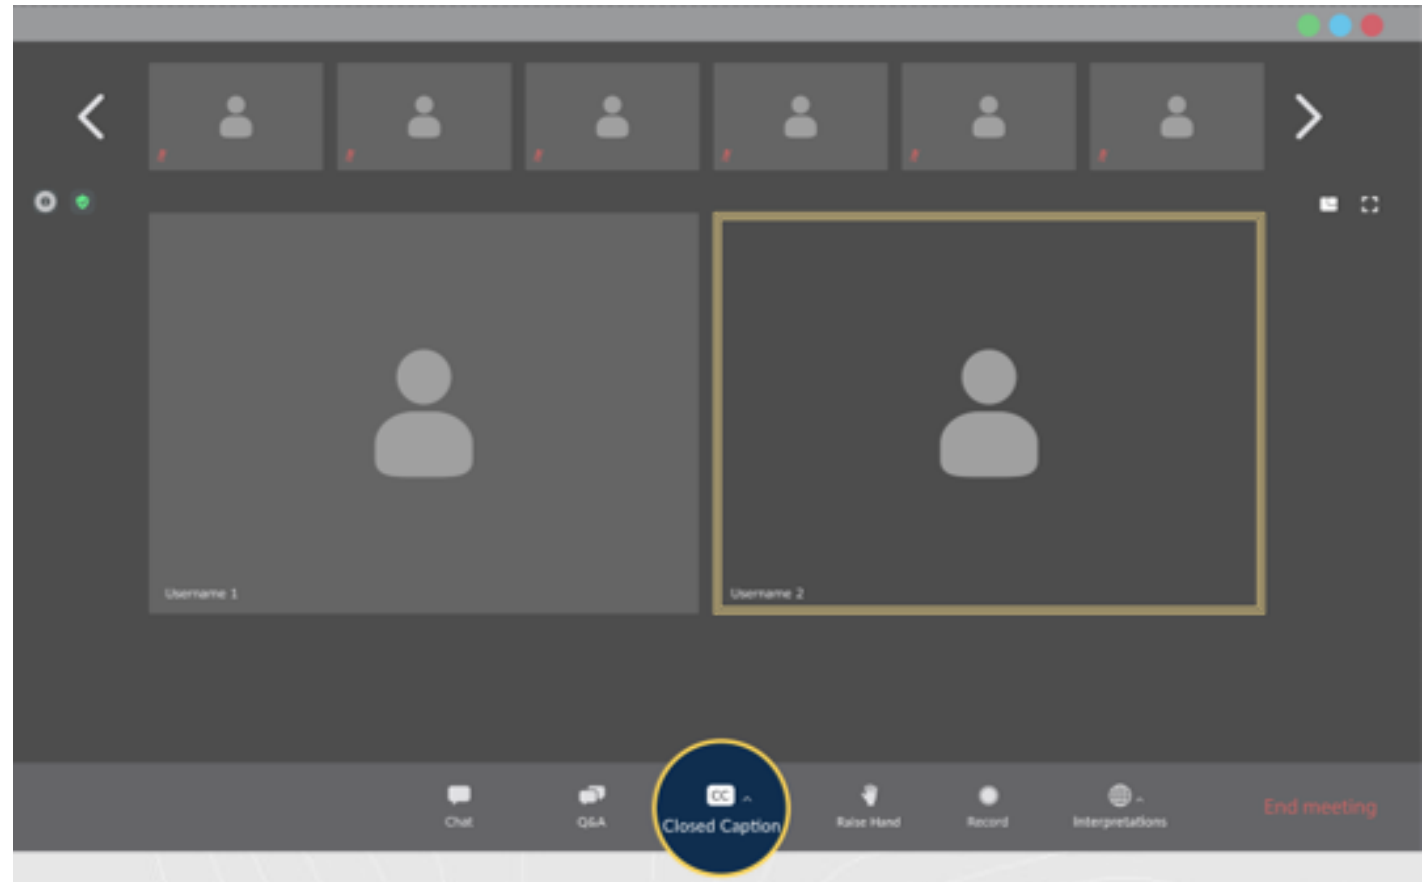 Username 1
Username 2
CC
Chat
Q&A
Closed Caption
Raise Hand
Record
Interpretations
End meeting